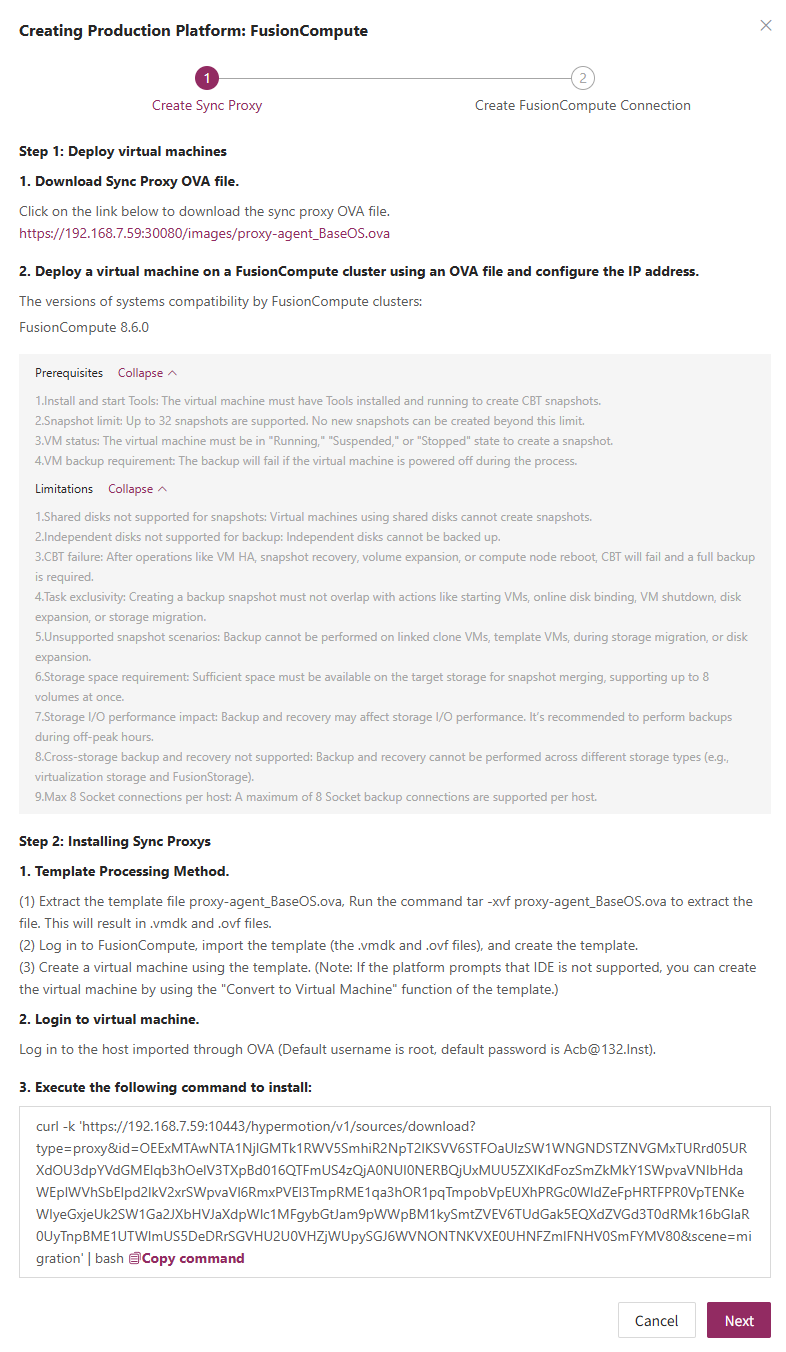 Creating Production Platform: FusionCompute
1
2
Create Sync Proxy
Create FusionCompute Connection
Step 1: Deploy virtual machines
1. Download Sync Proxy OVA file.
Click on the link below to download the sync proxy OVA file.
https://192.168.7.59:30080/images/proxy-agent_BaseOS.ova
2. Deploy a virtual machine on a FusionCompute cluster using an OVA file and configure the IP address.
The versions of systems compatibility by FusionCompute clusters:
FusionCompute 8.6.0
Prerequisites Collapse
1.Install and start Tools: The virtual machine must have Tools installed and running to create CBT snapshots.
2.Snapshot limit: Up to 32 snapshots are supported. No new snapshots can be created beyond this limit.
3.VM status: The virtual machine must be in "Running," "Suspended," or "Stopped" state to create a snapshot.
4.VM backup requirement: The backup will fail if the virtual machine is powered off during the process.
Limitations Collapse
1.Shared disks not supported for snapshots: Virtual machines using shared disks cannot create snapshots.
2.Independent disks not supported for backup: Independent disks cannot be backed up.
3.CBT failure: After operations like VM HA, snapshot recovery, volume expansion, or compute node reboot, CBT will fail and a full backup
is required.
4.Task exclusivity: Creating a backup snapshot must not overlap with actions like starting VMs, online disk binding, VM shutdown, disk
expansion, or storage migration.
5.Unsupported snapshot scenarios: Backup cannot be performed on linked clone VMs, template VMs, during storage migration, or disk
expansion.
6.Storage space requirement: Sufficient space must be available on the target storage for snapshot merging, supporting up to 8
volumes at once.
7.Storage I/O performance impact: Backup and recovery may affect storage I/O performance. It's recommended to perform backups
during off-peak hours.
8.Cross-storage backup and recovery not supported: Backup and recovery cannot be performed across different storage types (e.g.,
virtualization storage and FusionStorage).
9.Max 8 Socket connections per host: A maximum of 8 Socket backup connections are supported per host.
Step 2: Installing Sync Proxys
1. Template Processing Method.
(1) Extract the template file proxy-agent_BaseOS.ova, Run the command tar -xvf proxy-agent_BaseOS.ova to extract the
file. This will result in .vmdk and .ovf files.
(2) Log in to FusionCompute, import the template (the .vmdk and .ovf files), and create the template.
(3) Create a virtual machine using the template. (Note: If the platform prompts that IDE is not supported, you can create
the virtual machine by using the "Convert to Virtual Machine" function of the template.)
2. Login to virtual machine.
Log in to the host imported through OVA (Default username is root, default password is Acb@132.Inst).
3. Execute the following command to install:
curl -k 'https://192.168.7.59:10443/hypermotion/v1/sources/download?
migration' | bash Copy command
Cancel
Next